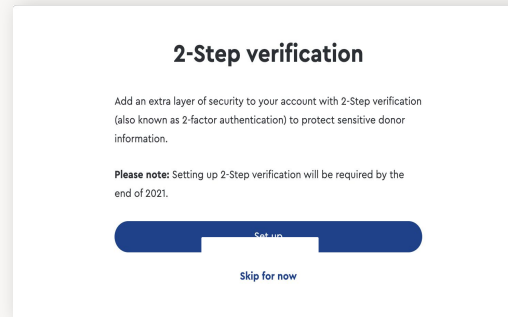 2-Step verification
Add an extra layer of security to your account with 2-Step verification
(also known as 2-factor authentication) to protect sensitive donor
information.
Please note: Setting up 2-Step verification will be required by the
end of 2021.
Set up
Skip for now